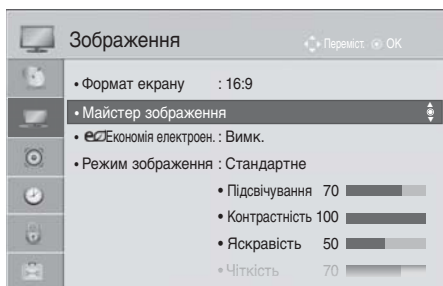 Зображення
Переміст. OK
• Формат екрану : 16:9
• Майстер зображення
• eco Економія електроен. : Вимк.
• Режим зображення : Стандартне
• Підсвічування 70
• Контрастність 100
• Яскравість 50
• Чіткість 70